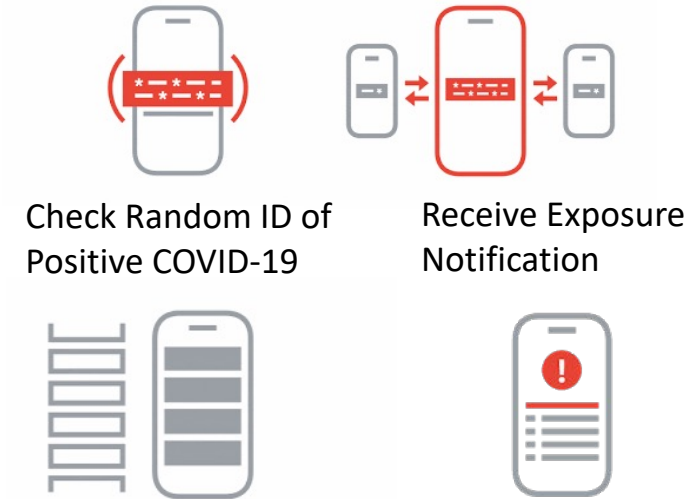 Check Random ID of
Positive COVID-19
Receive Exposure
Notification